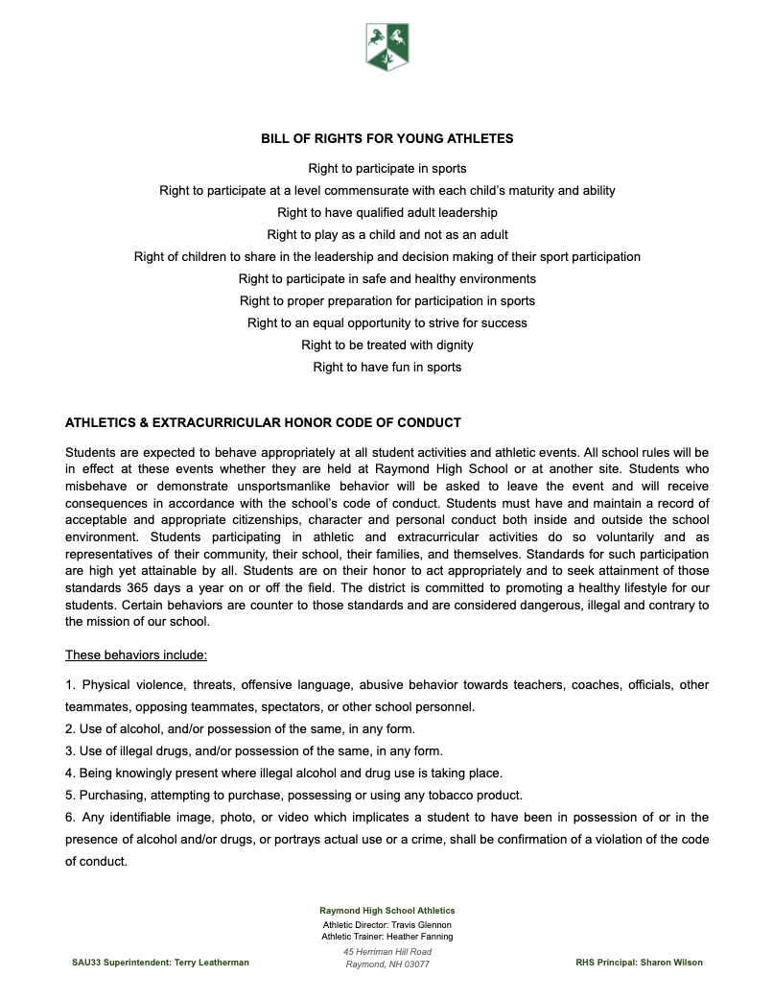 BILL OF RIGHTS FOR YOUNG ATHLETES
Right to participate in sports
Right to participate at a level commensurate with each child's maturity and ability
Right to have qualified adult leadership
Right to play as a child and not as an adult
Right of children to share in the leadership and decision making of their sport participation
Right to participate in safe and healthy environments
Right to proper preparation for participation in sports
Right to an equal opportunity to strive for success
Right to be treated with dignity
Right to have fun in sports
ATHLETICS & EXTRACURRICULAR HONOR CODE OF CONDUCT
Students are expected to behave appropriately at all student activities and athletic events. All school rules will be
in effect at these events whether they are held at Raymond High School or at another site. Students who
misbehave or demonstrate unsportsmanlike behavior will be asked to leave the event and will receive
consequences in accordance with the school's code of conduct. Students must have and maintain a record of
acceptable and appropriate citizenships, character and personal conduct both inside and outside the school
environment. Students participating in athletic and extracurricular activities do so voluntarily and as
representatives of their community, their school, their families, and themselves. Standards for such participation
are high yet attainable by all. Students are on their honor to act appropriately and to seek attainment of those
standards 365 days a year on or off the field. The district is committed to promoting a healthy lifestyle for our
students. Certain behaviors are counter to those standards and are considered dangerous, illegal and contrary to
the mission of our school.
These behaviors include:
1. Physical violence, threats, offensive language, abusive behavior towards teachers, coaches, officials, other
teammates, opposing teammates, spectators, or other school personnel.
2. Use of alcohol, and/or possession of the same, in any form.
3. Use of illegal drugs, and/or possession of the same, in any form.
4. Being knowingly present where illegal alcohol and drug use is taking place.
5. Purchasing, attempting to purchase, possessing or using any tobacco product.
6. Any identifiable image, photo, or video which implicates a student to have been in possession of or in the
presence of alcohol and/or drugs, or portrays actual use or a crime, shall be confirmation of a violation of the code
of conduct.
Raymond High School Athletics
Athletic Director: Travis Glennon
Athletic Trainer: Heather Fanning
45 Herriman Hill Road
Raymond, NH 03077
SAU33 Superintendent: Terry Leatherman
RHS Principal: Sharon Wilson